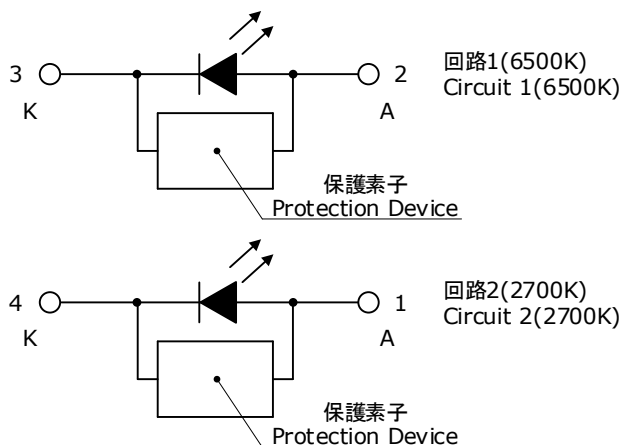 3
2
K
A
回路1(6500K)
Circuit 1(6500K)
保護素子
Protection Device
4
1
K
A
回路2(2700K)
Circuit 2(2700K)
保護素子
Protection Device